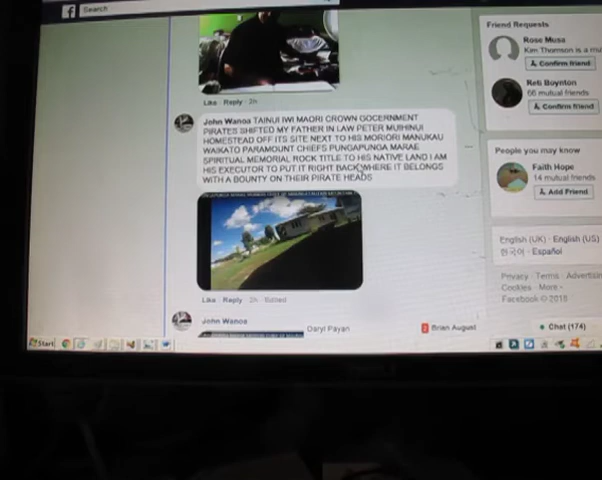 Search
Like · Reply · 2h
John Wanoa TAINUI IWI MAORI CROWN GOCERNMENT
PIRATES SHIFTED MY FATHER IN LAW PETER MUIHINUI
HOMESTEAD OFF ITS SITE NEXT TO HIS MORIORI MANUKAU
WAIKATO PARAMOUNT CHIEFS PUNGAPUNGA MARAE
SPIRITUAL MEMORIAL ROCK TITLE TO HIS NATIVE LAND I AM
HIS EXECUTOR TO PUT IT RIGHT BACK WHERE IT BELONGS
WITH A BOUNTY ON THEIR PIRATE HEADS
Like · Reply · 2h · Edited
John Wanoa
Daryl Payan
Brian August
Chat (174)
Start
Friend Requests
Rose Musa
Kim Thomson is a mu
Confirm friend
Keti Boynton
66 mutual friends
Confirm friend
People you may know
Faith Hope
14 mutual friends
Add Friend
English (UK) · English (US)
한국어 · Español
Privacy · Terms · Advertisin
Cookies · More
Facebook © 2018